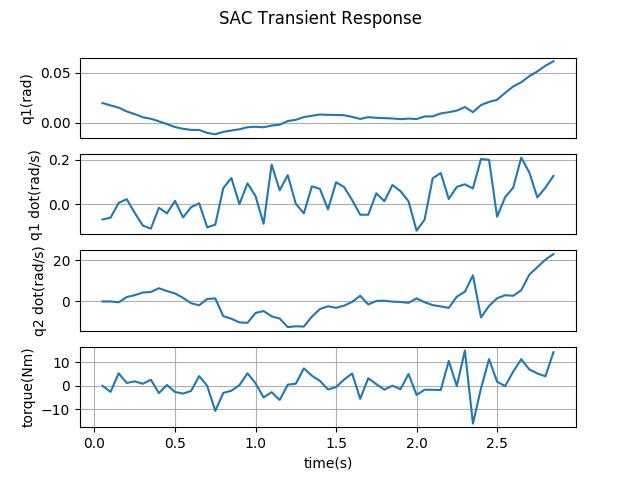 SAC Transient Response
q1(rad)
0.05
0.00
q1 dot(rad/s)
0.2
0.0
q2 dot(rad/s)
20
0
torque(Nm)
10
0
−10
0.0 0.5 1.0 1.5 2.0 2.5
time(s)